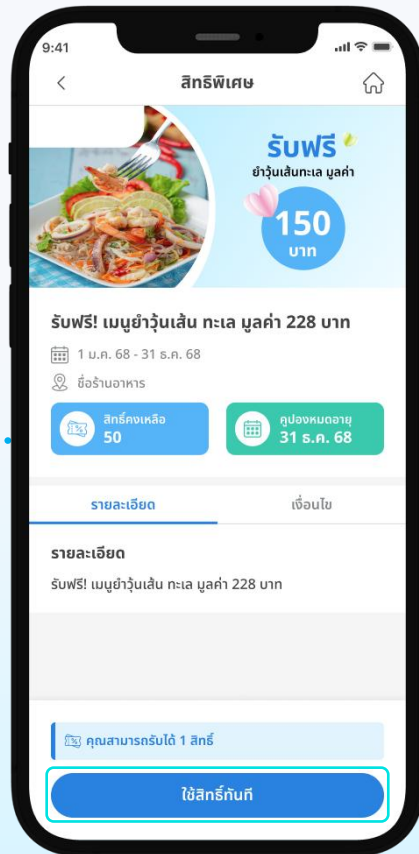 9:41
สิทธิพิเศษ
รับฟรี
ยำวุ้นเส้นทะเล มูลค่า
150
บาท
รับฟรี! เมนูยำวุ้นเส้น ทะเล มูลค่า 228 บาท
1 ม.ค. 68 - 31 ธ.ค. 68
ชื่อร้านอาหาร
สิทธิ์คงเหลือ
50
คูปองหมดอายุ
31 ธ.ค. 68
รายละเอียด
เงื่อนไข
รายละเอียด
รับฟรี! เมนูยำวุ้นเส้น ทะเล มูลค่า 228 บาท
คุณสามารถรับได้ 1 สิทธิ์
ใช้สิทธิ์ทันที